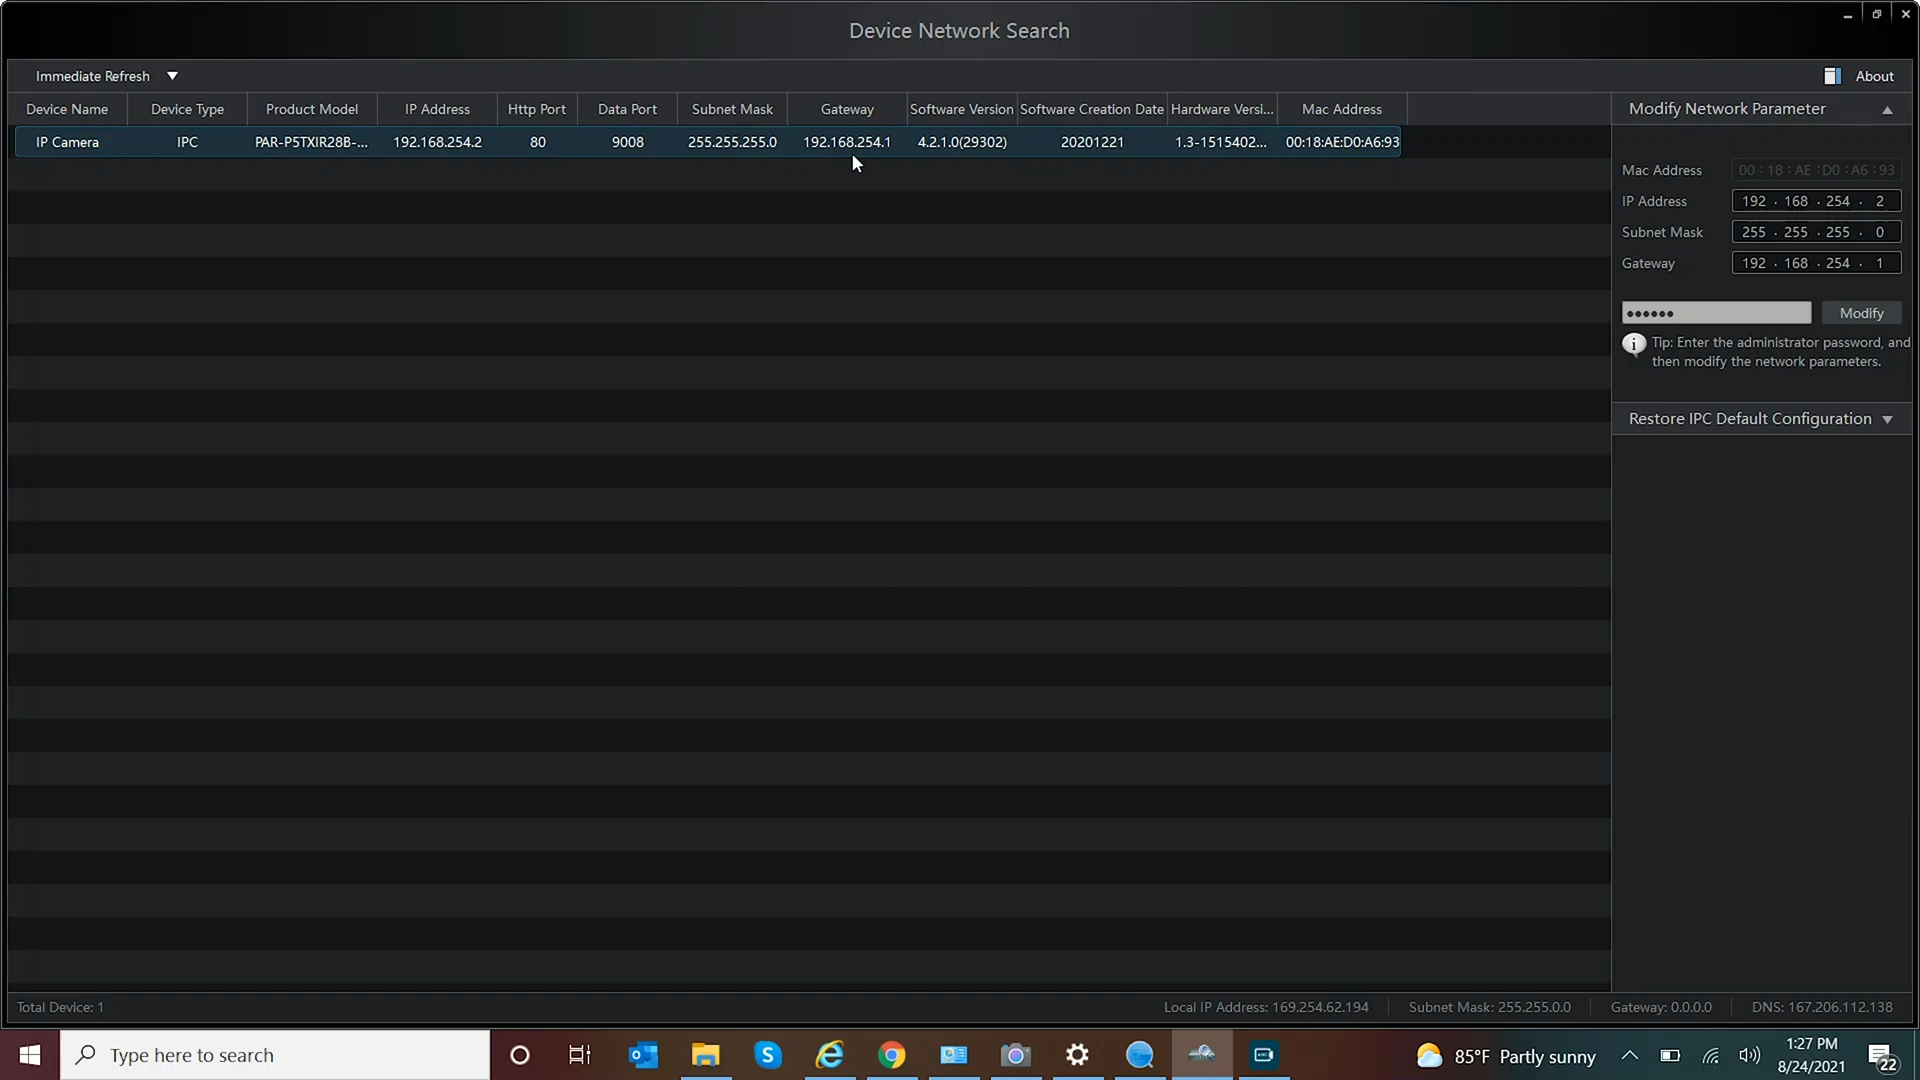 Device Network Search
Immediate Refresh
About
Device Name Device Type Product Model IP Address Http Port Data Port Subnet Mask Gateway Software Version Software Creation Date Hardware Versi... Mac Address
IP Camera IPC PAR-P5TXIR28B-... 192.168.254.2 80 9008 255.255.255.0 192.168.254.1 4.2.1.0(29302) 20201221 1.3-1515402... 00:18:AE:D0:A6:93
Modify Network Parameter
Mac Address 00 : 18 : AE : D0 : A6 : 93
IP Address 192 . 168 . 254 . 2
Subnet Mask 255 . 255 . 255 . 0
Gateway 192 . 168 . 254 . 1
•••••• Modify
Tip: Enter the administrator password, and
then modify the network parameters.
Restore IPC Default Configuration
Total Device: 1
Local IP Address: 169.254.62.194 Subnet Mask: 255.255.0.0 Gateway: 0.0.0.0 DNS: 167.206.112.138
Type here to search
85°F Partly sunny
1:27 PM
8/24/2021
22